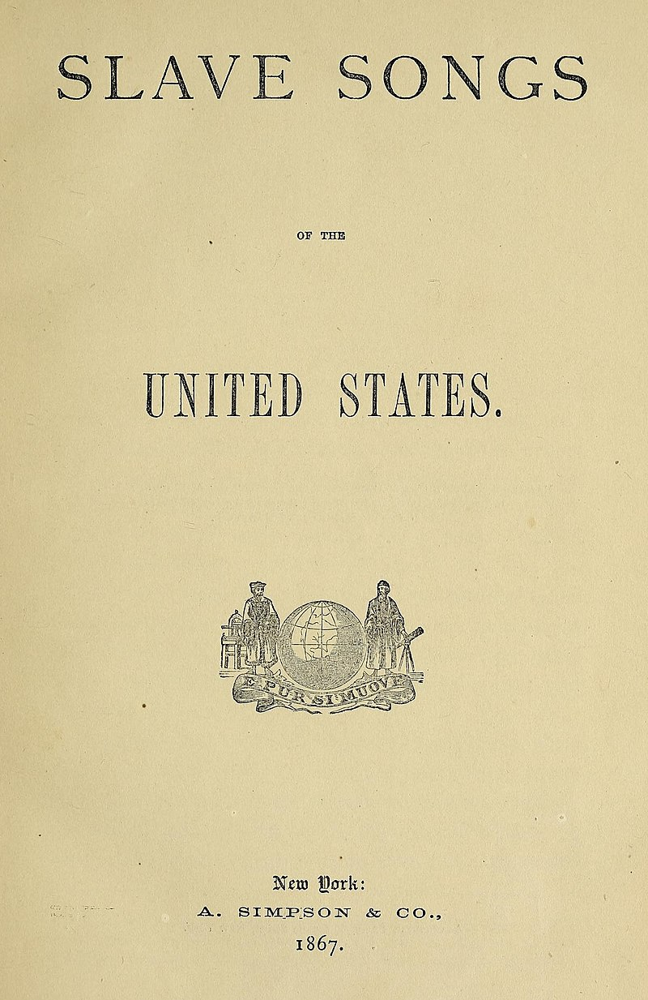 SLAVE SONGS
OF THE
UNITED STATES.
E PUR SI MUOVE
New York:
A. SIMPSON & CO.,
1867.